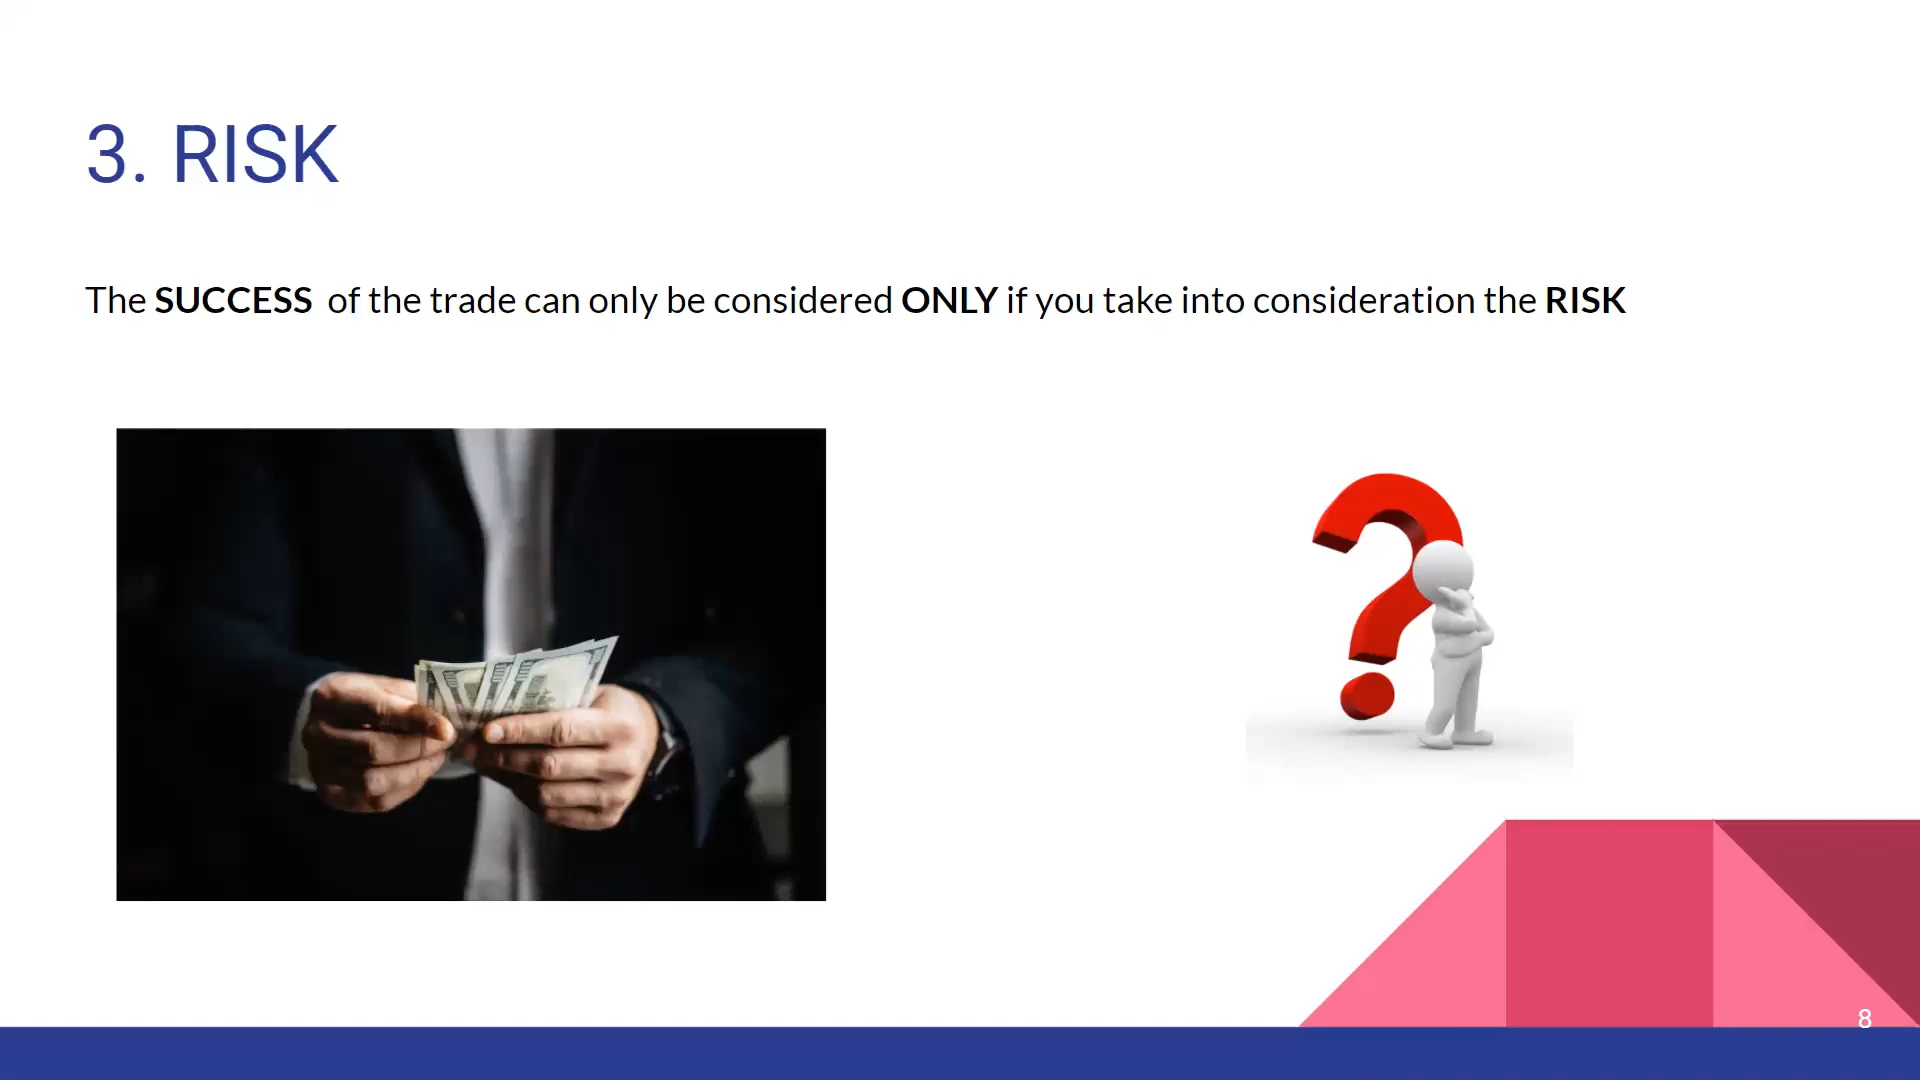 3. RISK
The SUCCESS of the trade can only be considered ONLY if you take into consideration the RISK
8